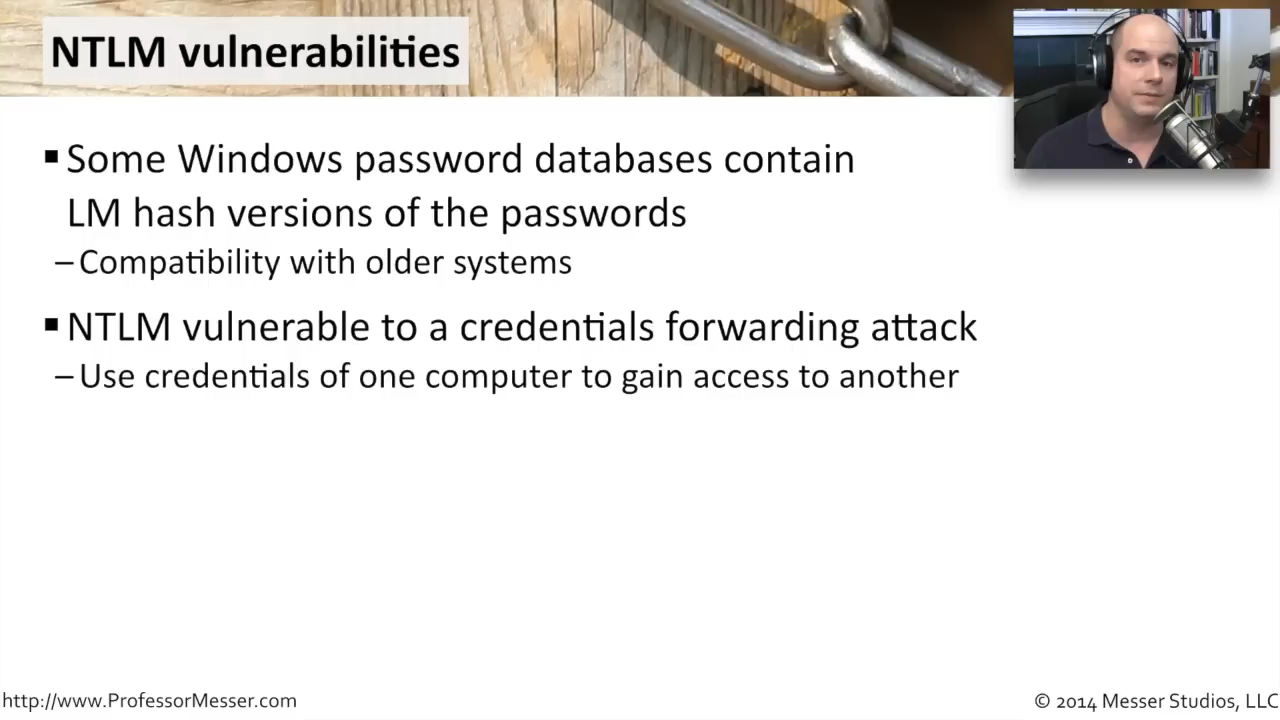 NTLM vulnerabilities
▪ Some Windows password databases contain
LM hash versions of the passwords
– Compatibility with older systems
▪ NTLM vulnerable to a credentials forwarding attack
– Use credentials of one computer to gain access to another
http://www.ProfessorMesser.com
© 2014 Messer Studios, LLC